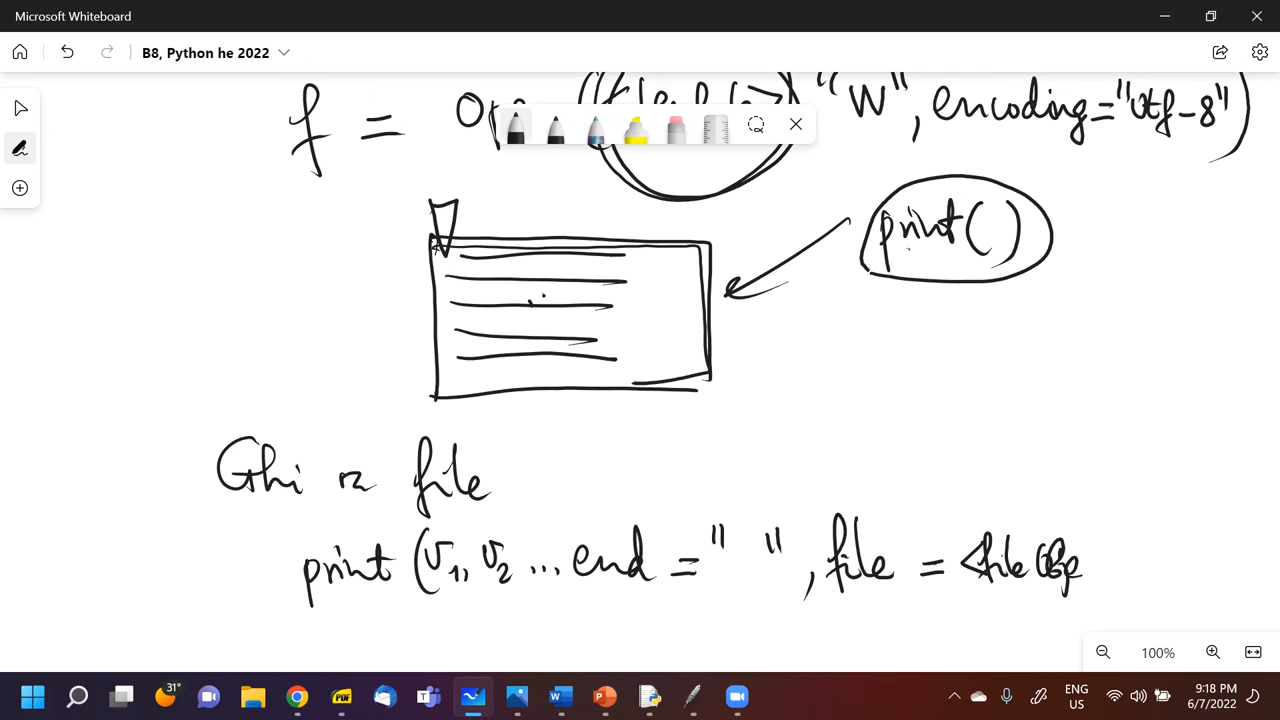 Microsoft Whiteboard
B8, Python he 2022
f = "W", encoding="Utf-8")
print()
Ghi ra file
print (v1, v2 ... end = " ", file = <file
100%
31°
ENG
US
9:18 PM
6/7/2022